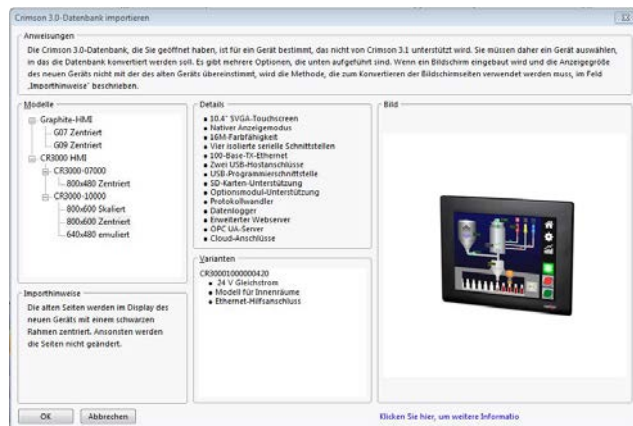 Crimson 3.0-Datenbank importieren
Anweisungen
Die Crimson 3.0-Datenbank, die Sie geöffnet haben, ist für ein Gerät bestimmt, das nicht von Crimson 3.1 unterstützt wird. Sie müssen daher ein Gerät auswählen,
in das die Datenbank konvertiert werden soll. Es gibt mehrere Optionen, die unten aufgeführt sind. Wenn ein Bildschirm eingebaut wird und die Anzeigegröße
des neuen Geräts nicht mit der des alten Geräts übereinstimmt, wird die Methode, die zum Konvertieren der Bildschirmseiten verwendet werden muss, im Feld
„Importhinweise" beschrieben.
Modelle
Graphite-HMI
G07 Zentriert
G09 Zentriert
CR3000 HMI
CR3000-07000
800x480 Zentriert
CR3000-10000
800x600 Skaliert
800x600 Zentriert
640x480 emuliert
Importhinweise
Die alten Seiten werden im Display des
neuen Geräts mit einem schwarzen
Rahmen zentriert. Ansonsten werden
die Seiten nicht geändert.
Details
• 10.4" SVGA-Touchscreen
• Nativer Anzeigemodus
• 16M-Farbfähigkeit
• Vier isolierte serielle Schnittstellen
• 100-Base-TX-Ethernet
• Zwei USB-Hostanschlüsse
• USB-Programmierschnittstelle
• SD-Karten-Unterstützung
• Optionsmodul-Unterstützung
• Protokollwandler
• Datenlogger
• Erweiterter Webserver
• OPC UA-Server
• Cloud-Anschlüsse
Varianten
CR30001000000420
• 24 V Gleichstrom
• Modell für Innenräume
• Ethernet-Hilfsanschluss
Bild
OK
Abbrechen
Klicken Sie hier, um weitere Informatio